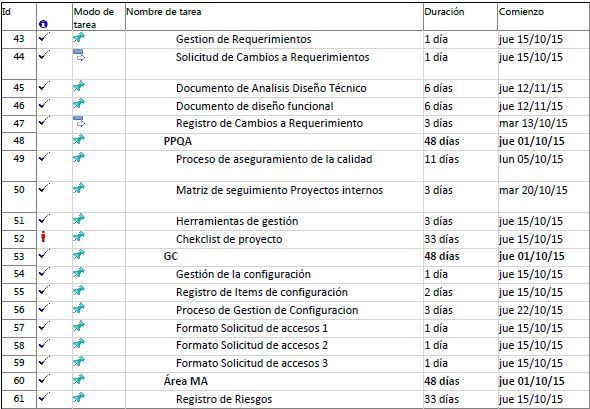 Id Modo de tarea Nombre de tarea Duración Comienzo
43 Gestion de Requerimientos 1 día jue 15/10/15
44 Solicitud de Cambios a Requerimientos 1 día jue 15/10/15
45 Documento de Analisis Diseño Técnico 6 días jue 12/11/15
46 Documento de diseño funcional 6 días jue 12/11/15
47 Registro de Cambios a Requerimiento 3 días mar 13/10/15
48 PPQA 48 días jue 01/10/15
49 Proceso de aseguramiento de la calidad 11 días lun 05/10/15
50 Matriz de seguimiento Proyectos internos 3 días mar 20/10/15
51 Herramientas de gestión 3 días jue 15/10/15
52 Chekclist de proyecto 33 días jue 15/10/15
53 GC 48 días jue 01/10/15
54 Gestión de la configuración 1 día jue 15/10/15
55 Registro de Items de configuración 2 días jue 15/10/15
56 Proceso de Gestion de Configuracion 3 días jue 22/10/15
57 Formato Solicitud de accesos 1 1 día jue 15/10/15
58 Formato Solicitud de accesos 2 1 día jue 15/10/15
59 Formato Solicitud de accesos 3 1 día jue 15/10/15
60 Área MA 48 días jue 01/10/15
61 Registro de Riesgos 33 días jue 15/10/15